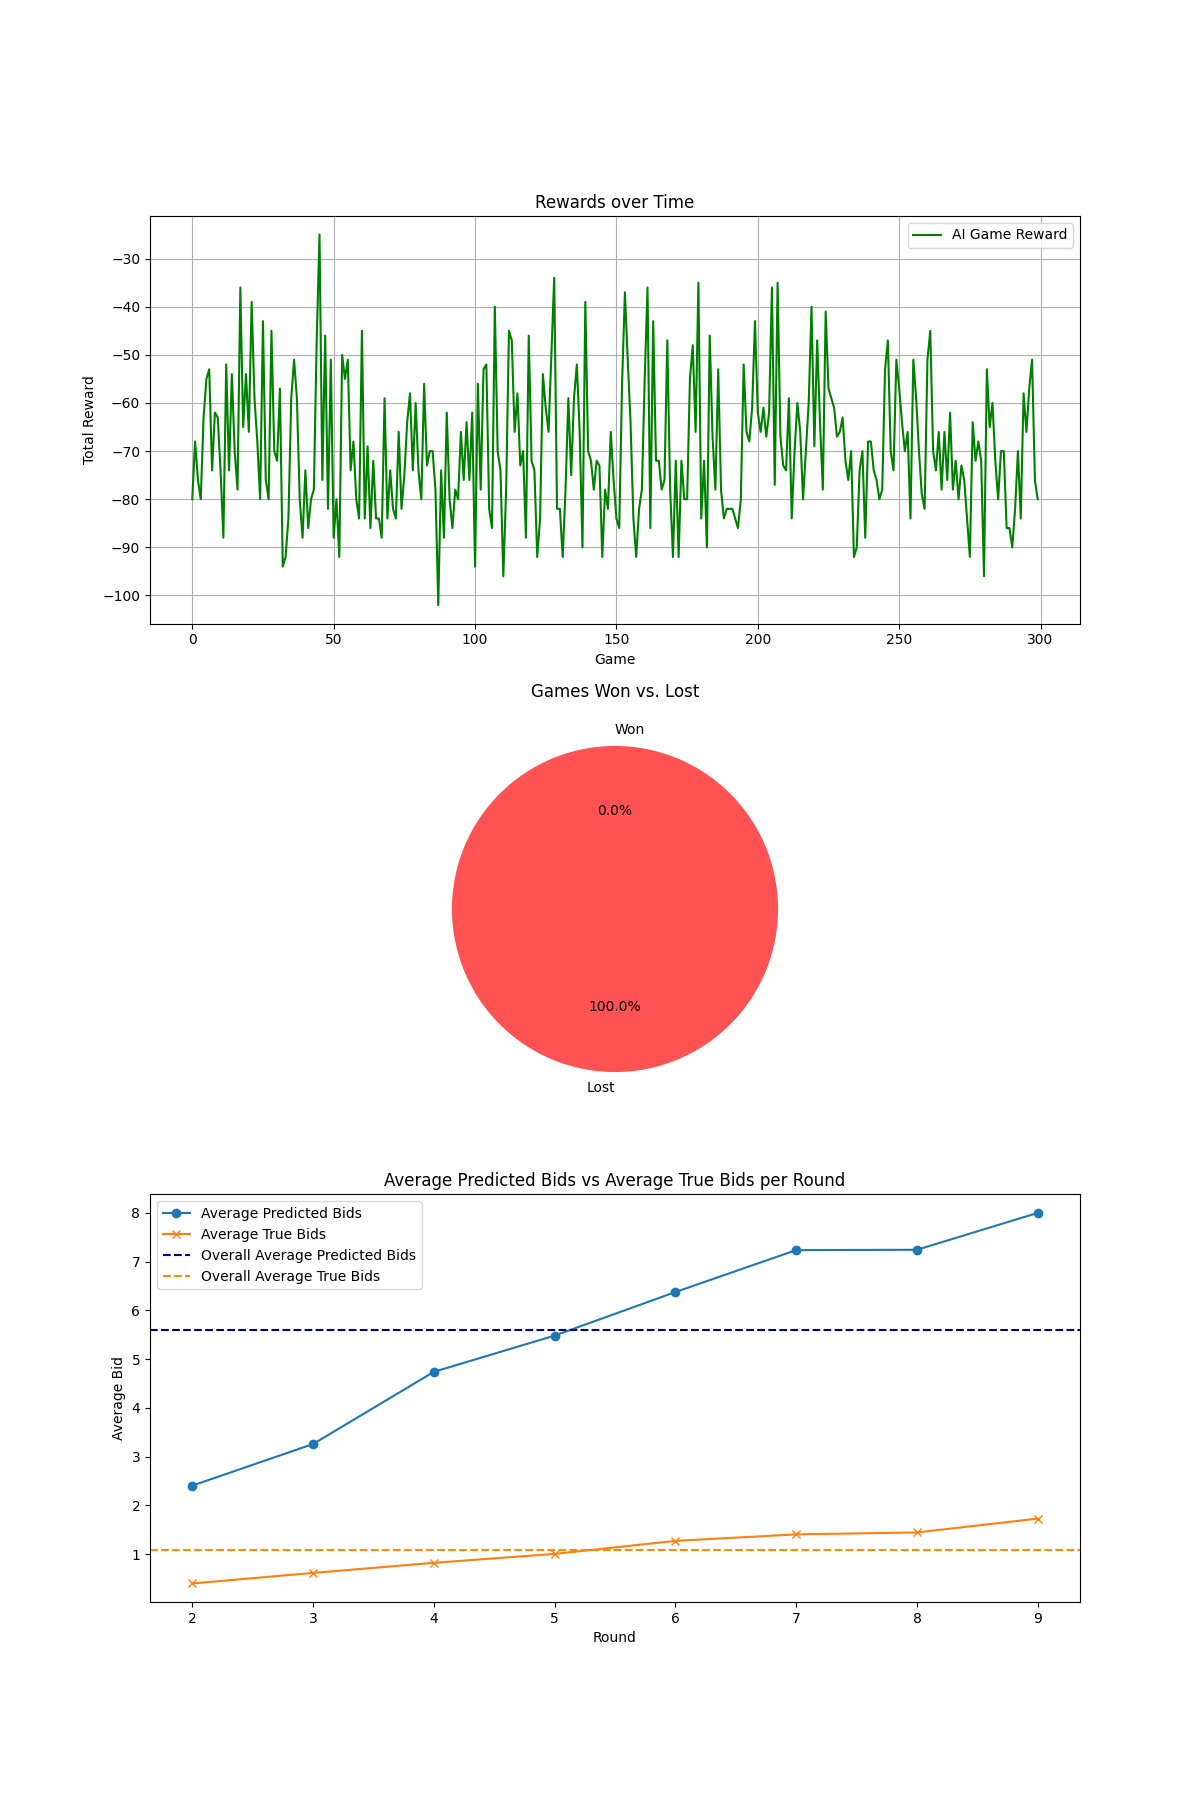 Rewards over Time
AI Game Reward
−30
−40
−50
−60
−70
−80
−90
−100
Total Reward
0 50 100 150 200 250 300
Game
Games Won vs. Lost
Won
0.0%
100.0%
Lost
Average Predicted Bids vs Average True Bids per Round
Average Predicted Bids
Average True Bids
Overall Average Predicted Bids
Overall Average True Bids
8
7
6
5
4
3
2
1
Average Bid
2 3 4 5 6 7 8 9
Round